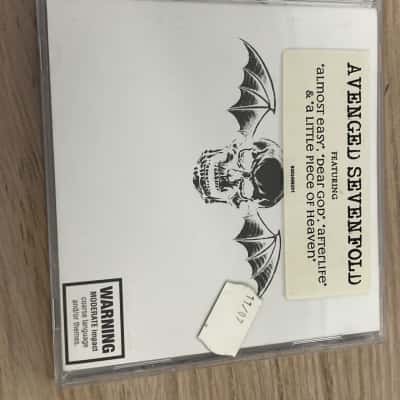 AVENGED SEVENFOLD
FEATURING
"ALMOST EASY", "DEAR GOD", "AFTERLIFE"
& "A LITTLE PIECE OF HEAVEN"
WARNING
MODERATE impact
coarse language
and/or themes.